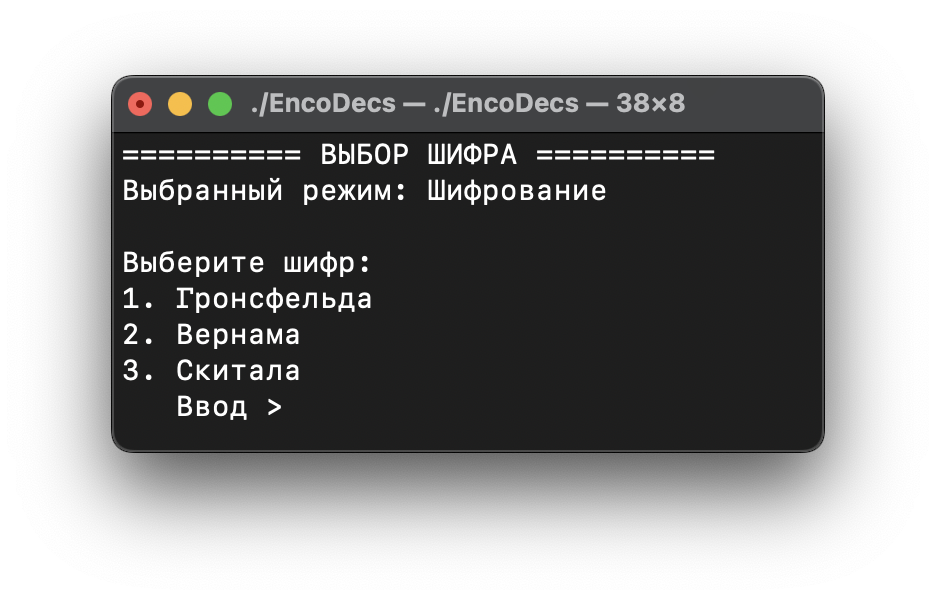 ./EncoDecs — ./EncoDecs — 38×8
========== ВЫБОР ШИФРА ==========
Выбранный режим: Шифрование
Выберите шифр:
1. Гронсфельда
2. Вернама
3. Скитала
Ввод >